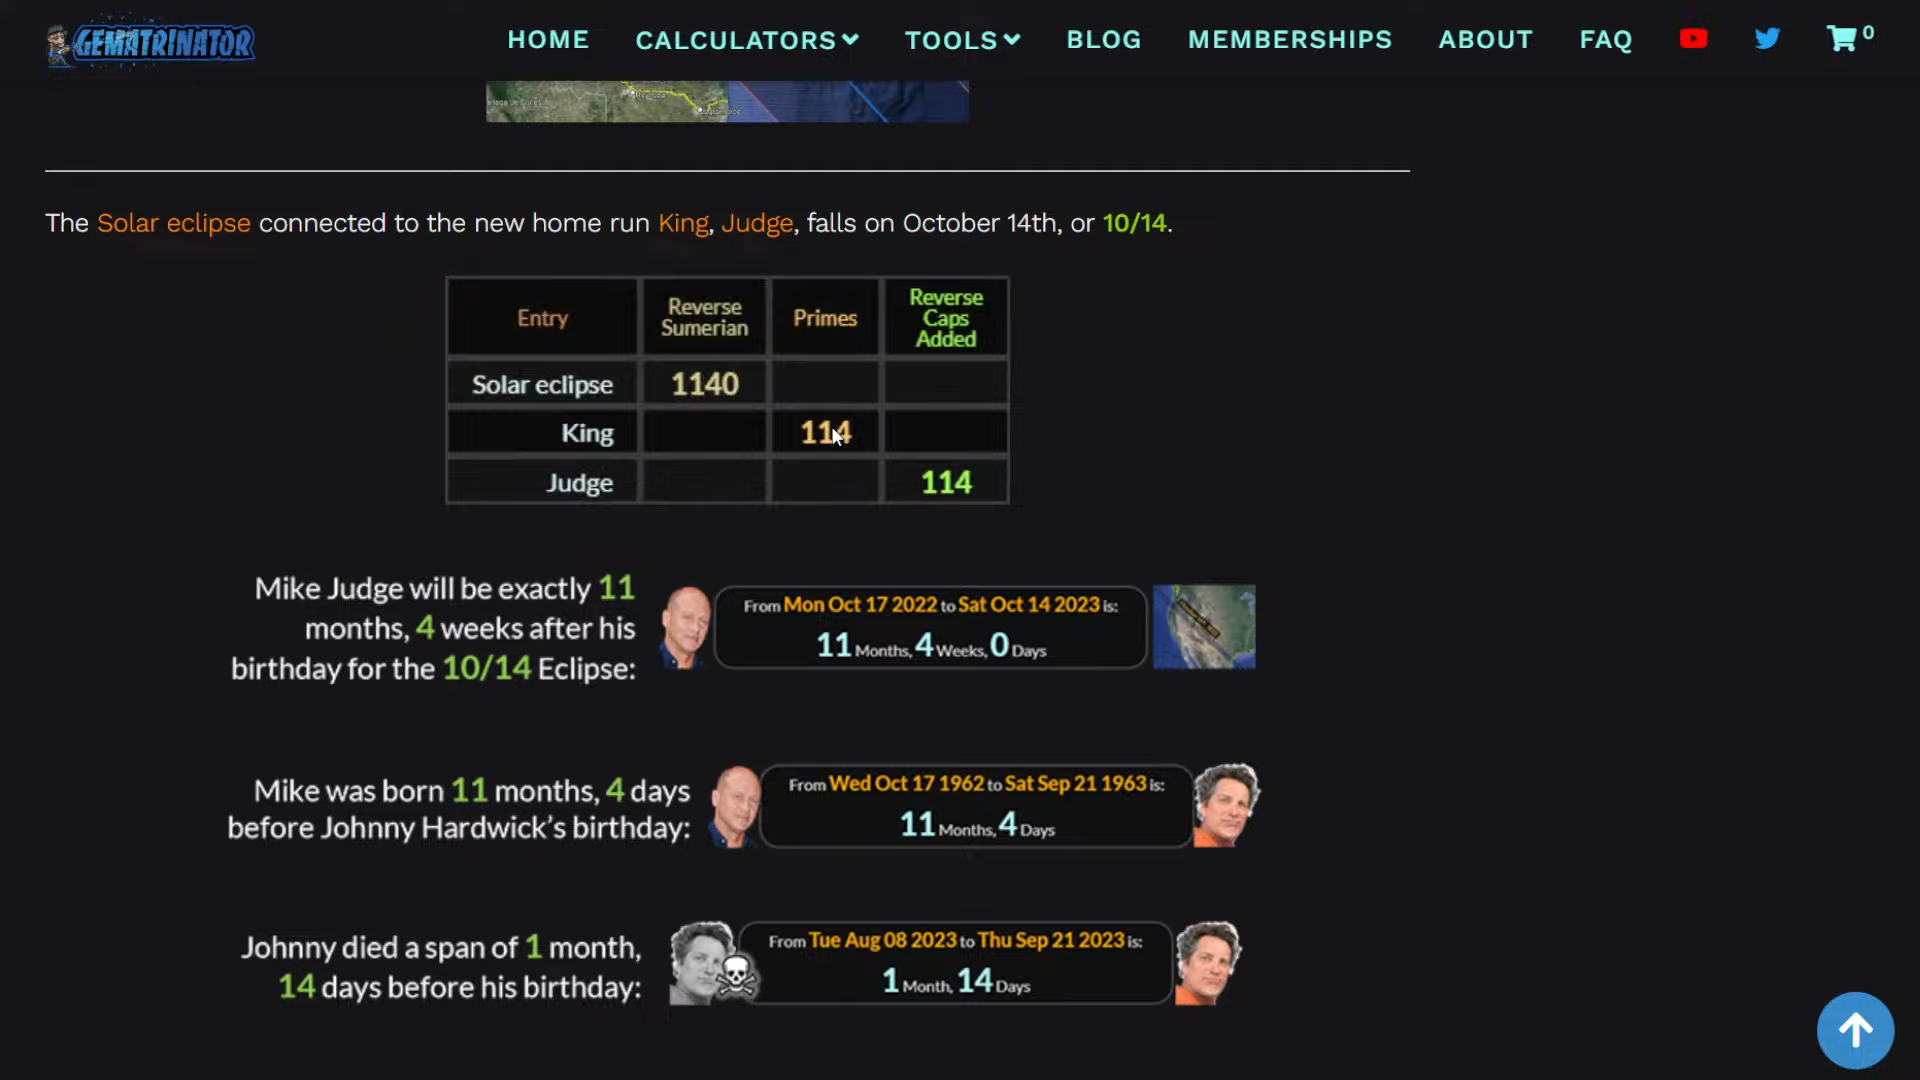 GEMATRINATOR
HOME CALCULATORS TOOLS BLOG MEMBERSHIPS ABOUT FAQ 0
The Solar eclipse connected to the new home run King, Judge, falls on October 14th, or 10/14.
Entry Reverse Sumerian Primes Reverse Caps Added
Solar eclipse 1140
King 114
Judge 114
Mike Judge will be exactly 11
months, 4 weeks after his
birthday for the 10/14 Eclipse:
From Mon Oct 17 2022 to Sat Oct 14 2023 is:
11 Months, 4 Weeks, 0 Days
Mike was born 11 months, 4 days
before Johnny Hardwick's birthday:
From Wed Oct 17 1962 to Sat Sep 21 1963 is:
11 Months, 4 Days
Johnny died a span of 1 month,
14 days before his birthday:
From Tue Aug 08 2023 to Thu Sep 21 2023 is:
1 Month, 14 Days